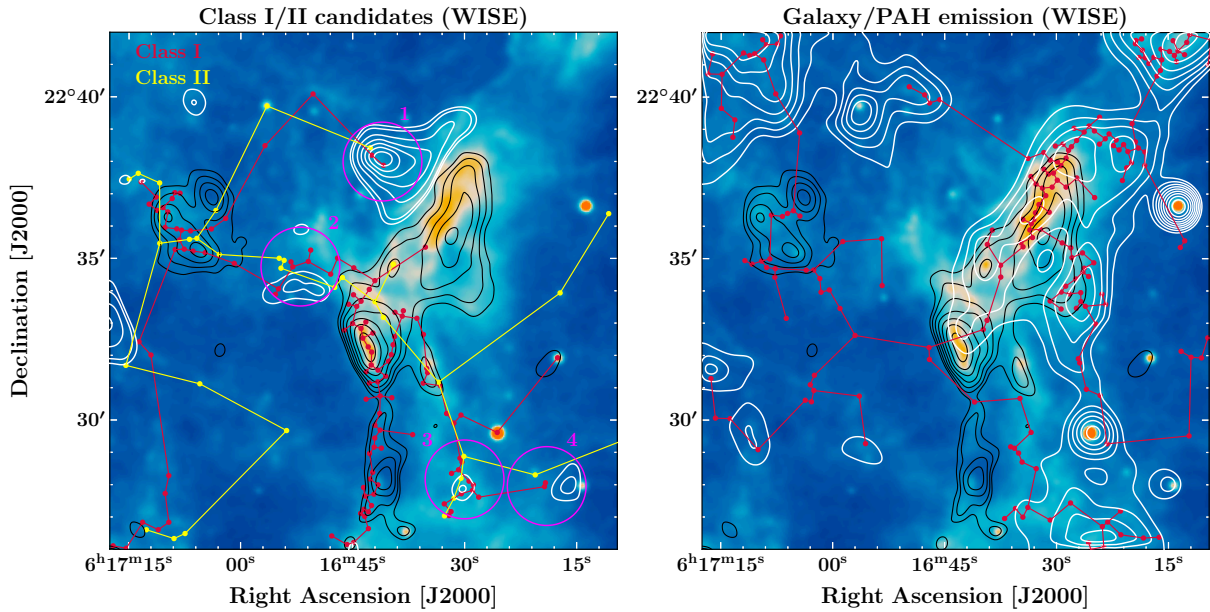 Class I/II candidates (WISE)
Galaxy/PAH emission (WISE)
Class I
Class II
1
2
3
4
22°40′
35′
30′
22°40′
35′
30′
Declination [J2000]
6ʰ17ᵐ15ˢ
00ˢ
16ᵐ45ˢ
30ˢ
15ˢ
6ʰ17ᵐ15ˢ
00ˢ
16ᵐ45ˢ
30ˢ
15ˢ
Right Ascension [J2000]
Right Ascension [J2000]